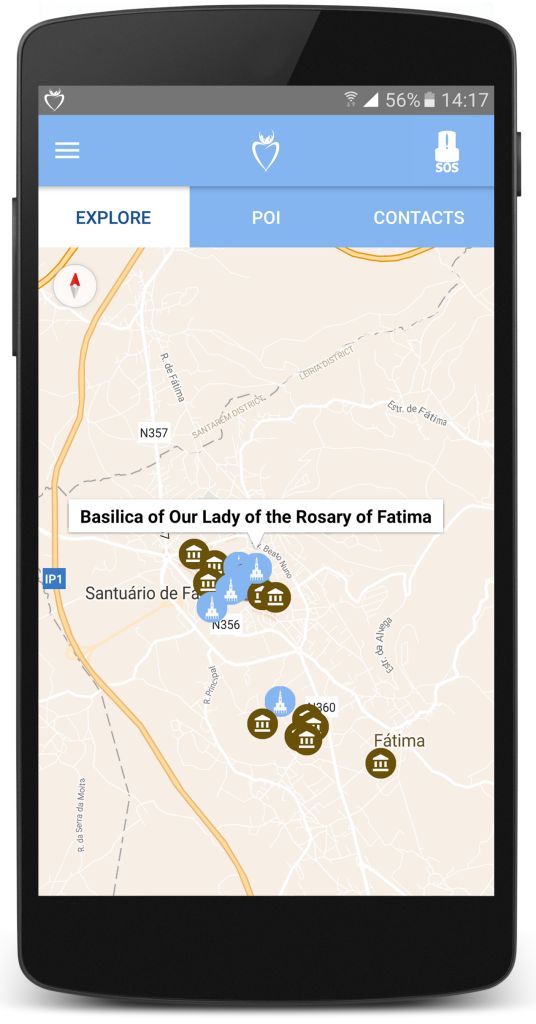 56% 14:17
SOS
EXPLORE POI CONTACTS
R. de Fátima
LEIRIA DISTRICT
SANTARÉM DISTRICT
Estr. de Fátima
N357
Basilica of Our Lady of the Rosary of Fatima
7
Beato Nuno
IP1
Santuário de Fá
N356
Estr. da Alvega
R. Principal
N360
Fátima
R. da Serra da Moita